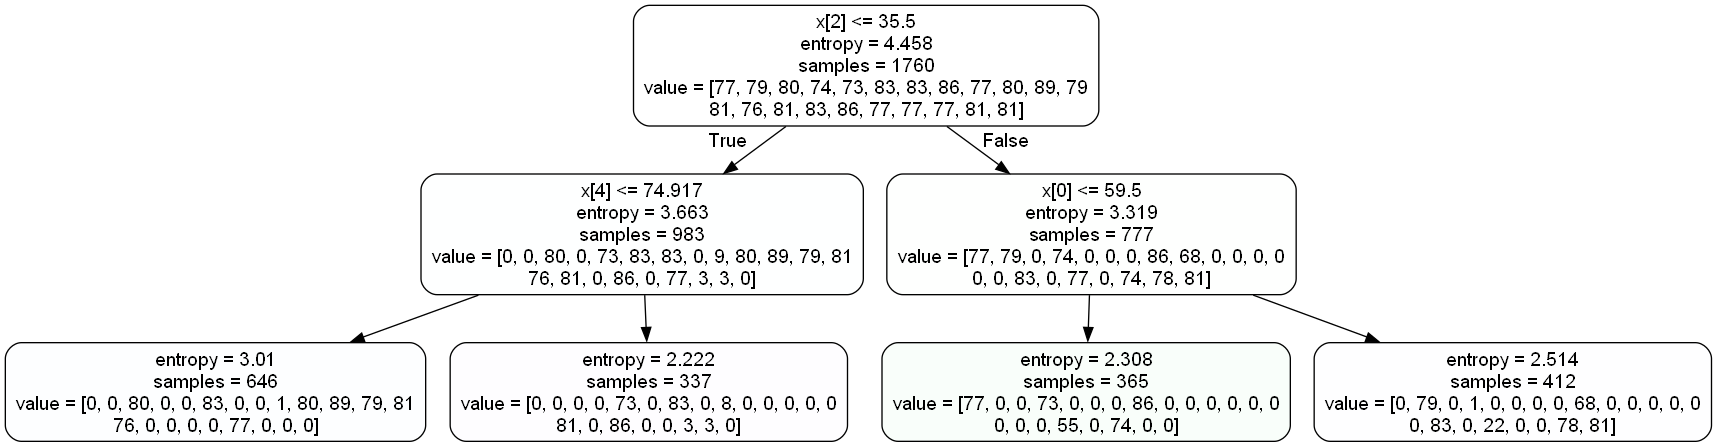 x[2] <= 35.5
entropy = 4.458
samples = 1760
value = [77, 79, 80, 74, 73, 83, 83, 86, 77, 80, 89, 79
81, 76, 81, 83, 86, 77, 77, 77, 81, 81]
True
False
x[4] <= 74.917
entropy = 3.663
samples = 983
value = [0, 0, 80, 0, 73, 83, 83, 0, 9, 80, 89, 79, 81
76, 81, 0, 86, 0, 77, 3, 3, 0]
x[0] <= 59.5
entropy = 3.319
samples = 777
value = [77, 79, 0, 74, 0, 0, 0, 86, 68, 0, 0, 0, 0
0, 0, 83, 0, 77, 0, 74, 78, 81]
entropy = 3.01
samples = 646
value = [0, 0, 80, 0, 0, 83, 0, 0, 1, 80, 89, 79, 81
76, 0, 0, 0, 0, 77, 0, 0, 0]
entropy = 2.222
samples = 337
value = [0, 0, 0, 0, 73, 0, 83, 0, 8, 0, 0, 0, 0, 0
81, 0, 86, 0, 0, 3, 3, 0]
entropy = 2.308
samples = 365
value = [77, 0, 0, 73, 0, 0, 0, 86, 0, 0, 0, 0, 0, 0
0, 0, 0, 55, 0, 74, 0, 0]
entropy = 2.514
samples = 412
value = [0, 79, 0, 1, 0, 0, 0, 0, 68, 0, 0, 0, 0, 0
0, 83, 0, 22, 0, 0, 78, 81]